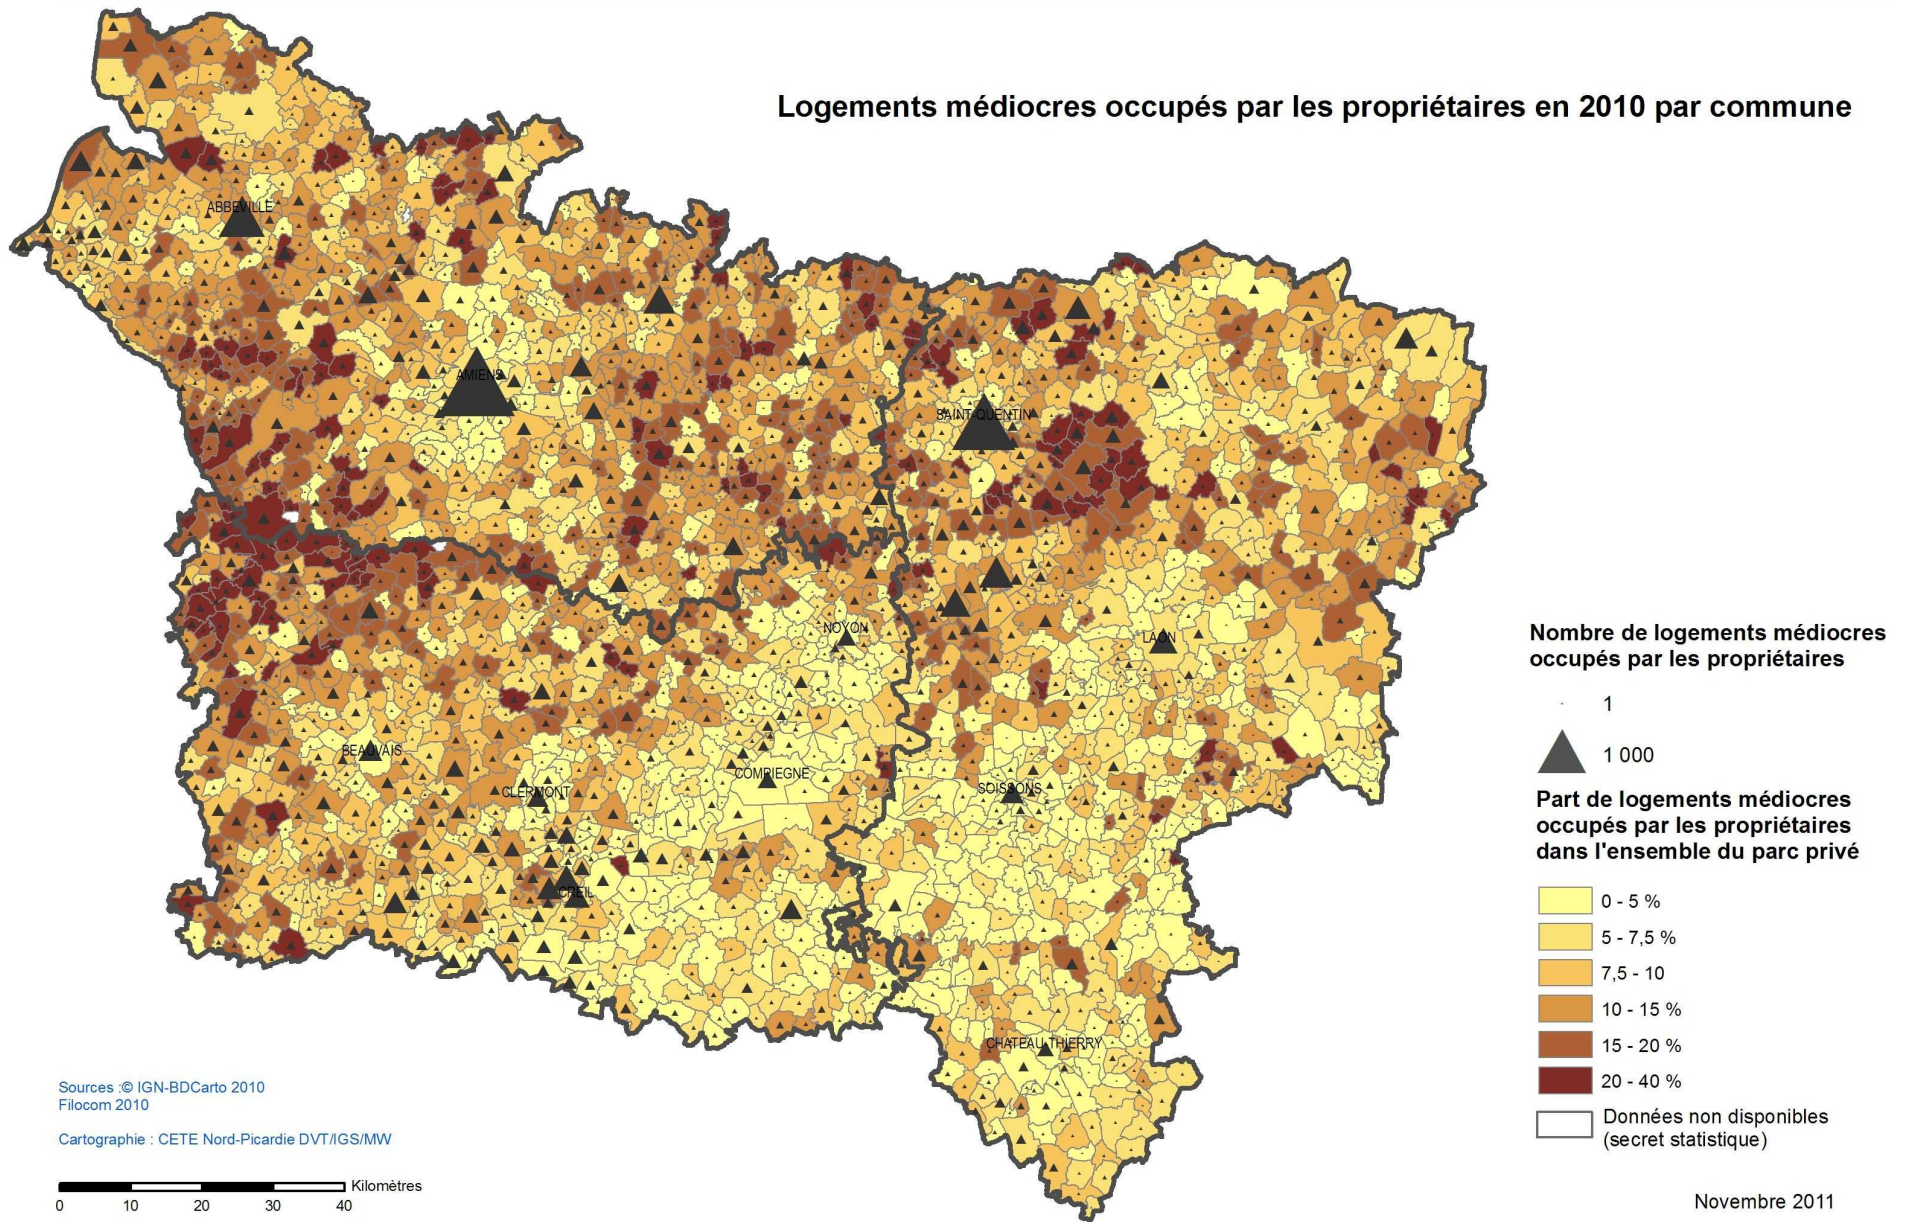 Logements médiocres occupés par les propriétaires en 2010 par commune
ABBEVILLE
AMIENS
SAINT-QUENTIN
NOYON
LAON
BEAUVAIS
COMPIEGNE
CLERMONT
SOISSONS
CREIL
CHATEAU-THIERRY
Nombre de logements médiocres
occupés par les propriétaires
1
1 000
Part de logements médiocres
occupés par les propriétaires
dans l'ensemble du parc privé
0 - 5 %
5 - 7,5 %
7,5 - 10
10 - 15 %
15 - 20 %
20 - 40 %
Données non disponibles
(secret statistique)
Sources :© IGN-BDCarto 2010
Filocom 2010
Cartographie : CETE Nord-Picardie DVT/IGS/MW
Kilomètres
0 10 20 30 40
Novembre 2011